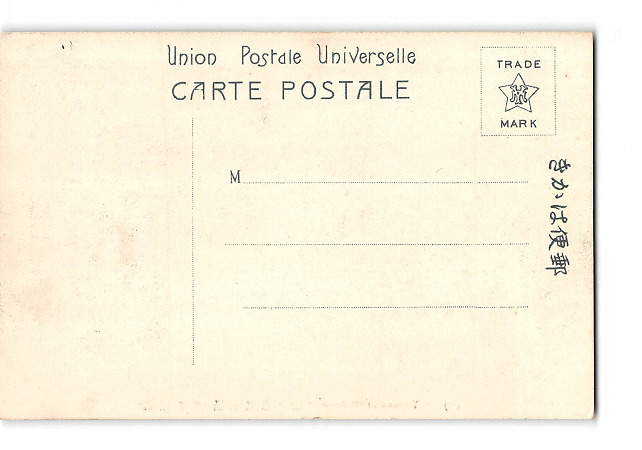 Union Postale Universelle
CARTE POSTALE
TRADE
MARK
M
きかは便郵